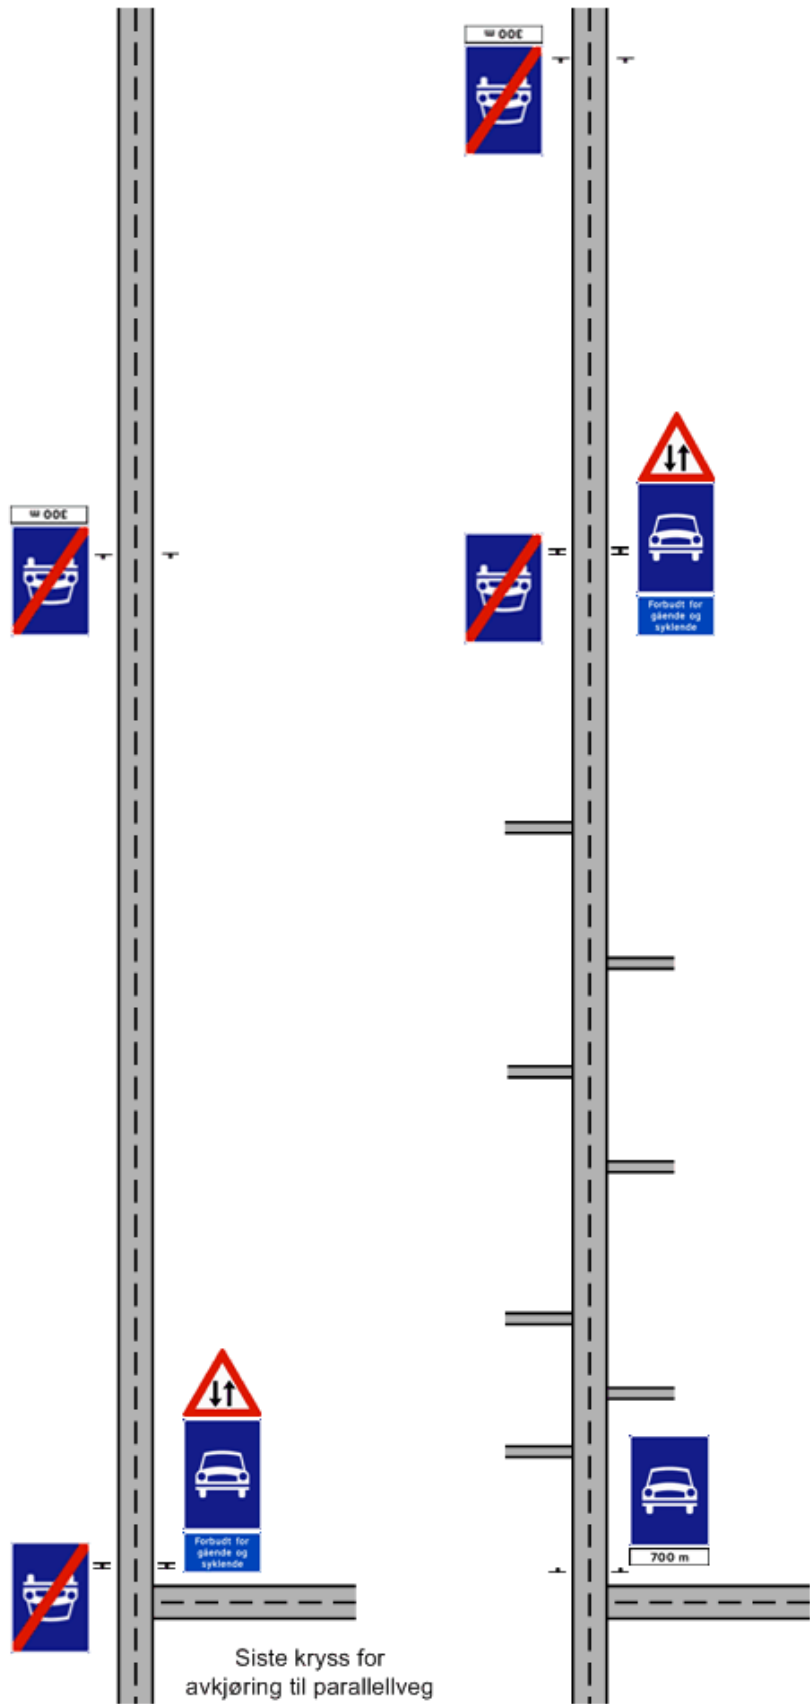 300 m
300 m
Forbudt for
gående og
syklende
Forbudt for
gående og
syklende
700 m
Siste kryss for
avkjøring til parallellveg